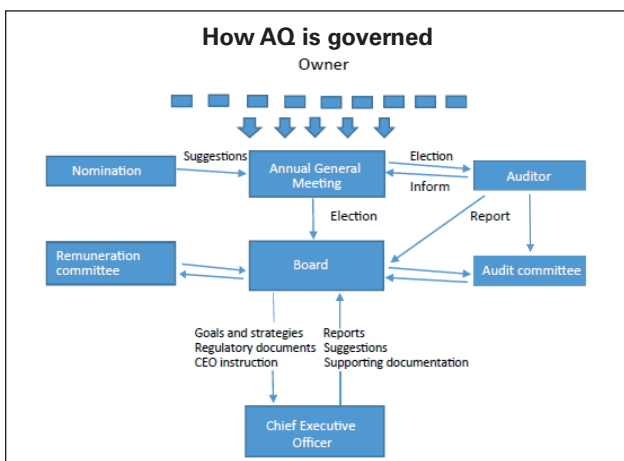 How AQ is governed
Owner
Suggestions
Election
Nomination
Annual General
Meeting
Auditor
Inform
Election
Report
Remuneration
committee
Board
Audit committee
Goals and strategies
Regulatory documents
CEO instruction
Reports
Suggestions
Supporting documentation
Chief Executive
Officer